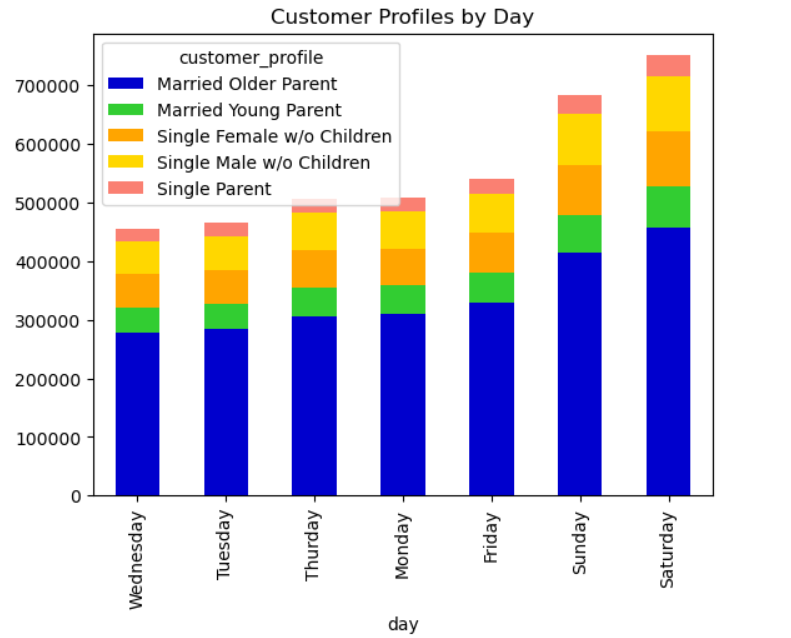 Customer Profiles by Day
customer_profile
Married Older Parent
Married Young Parent
Single Female w/o Children
Single Male w/o Children
Single Parent
700000
600000
500000
400000
300000
200000
100000
0
Wednesday
Tuesday
Thurday
Monday
Friday
Sunday
Saturday
day